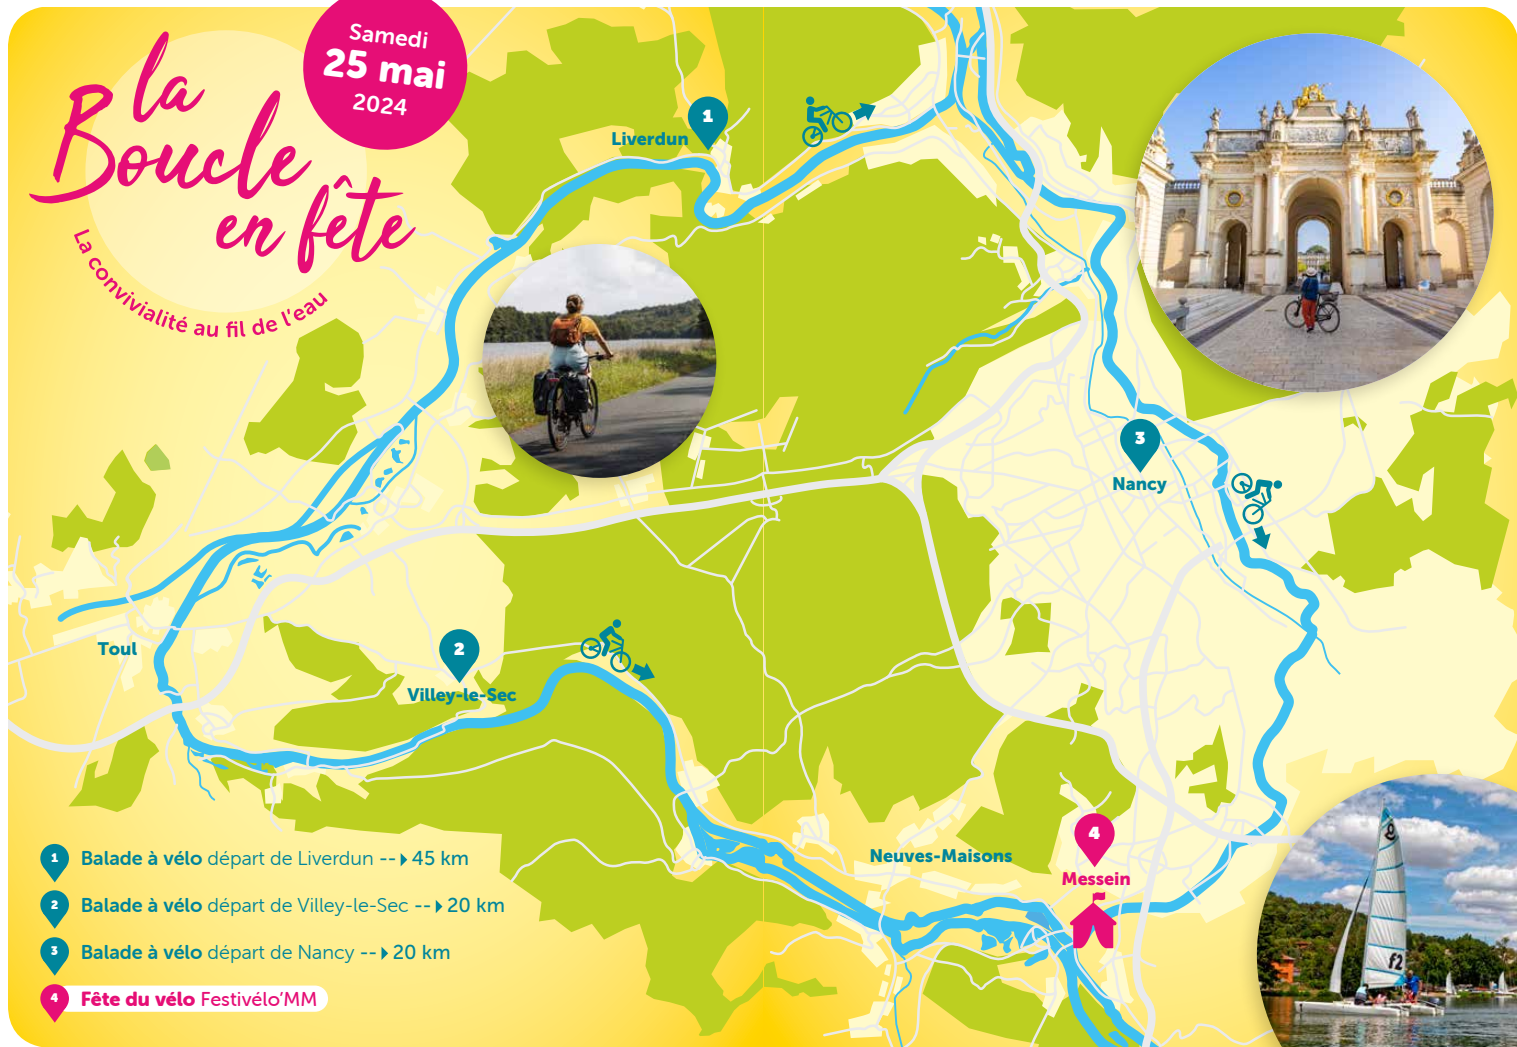 la
Boucle
en fête
La convivialité au fil de l'eau
Samedi
25 mai
2024
1
Liverdun
3
Nancy
Toul
2
Villey-le-Sec
Neuves-Maisons
4
Messein
f2
1 Balade à vélo départ de Liverdun --▸ 45 km
2 Balade à vélo départ de Villey-le-Sec --▸ 20 km
3 Balade à vélo départ de Nancy --▸ 20 km
4 Fête du vélo Festivélo'MM